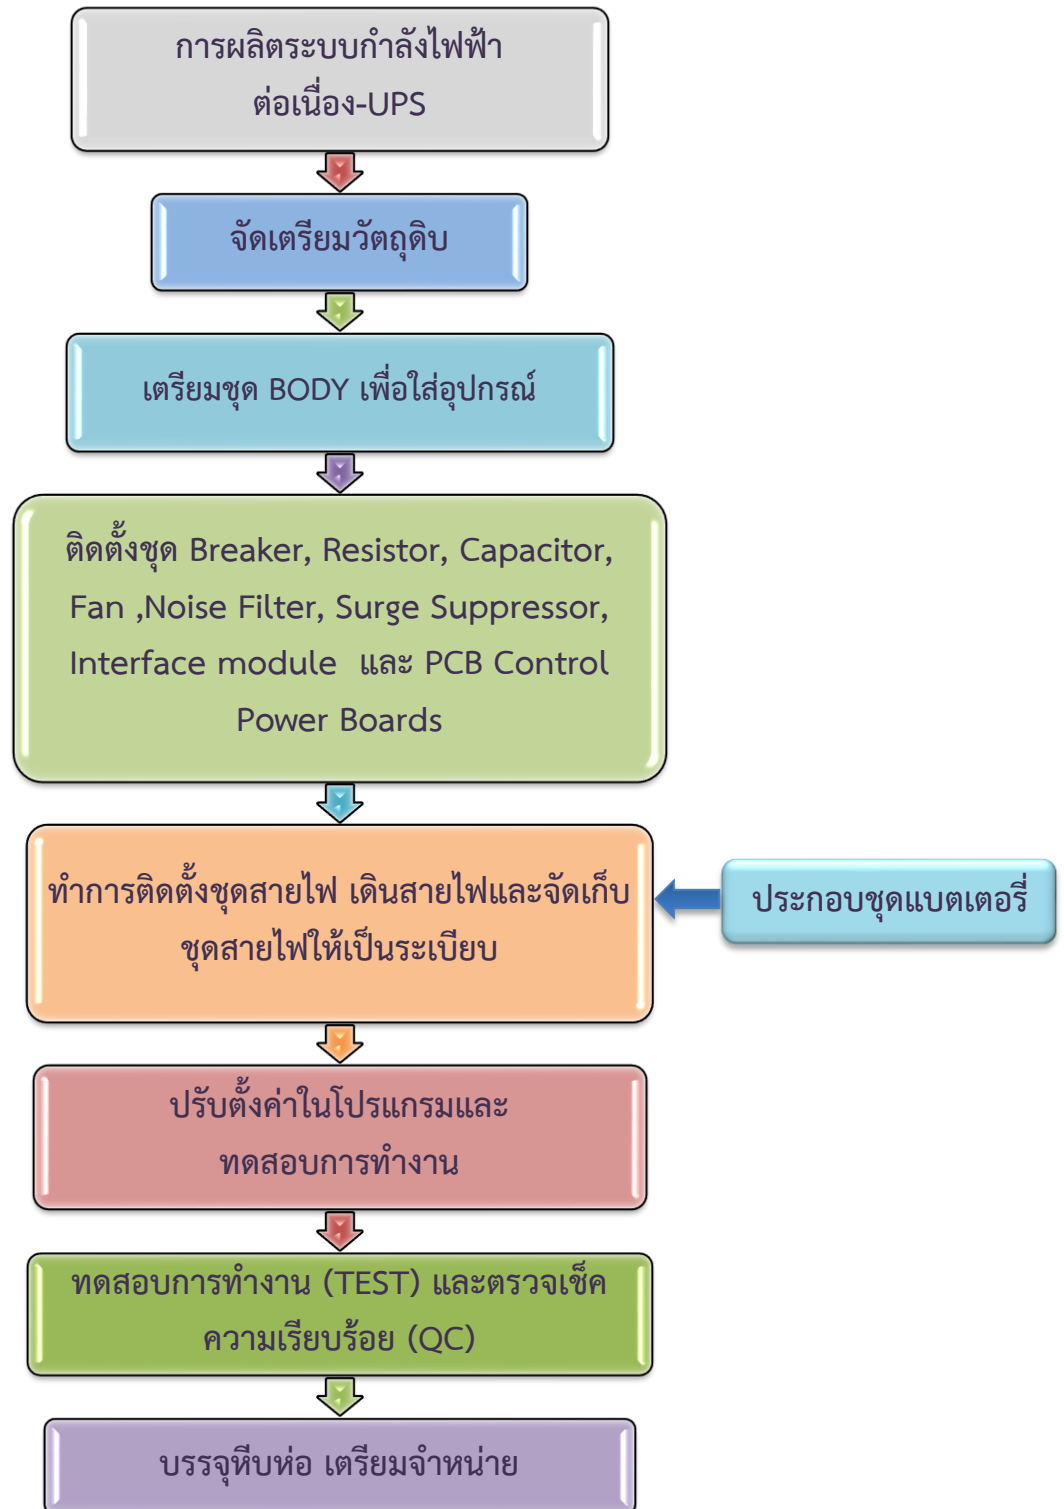 การผลิตระบบกำลังไฟฟ้า
ต่อเนื่อง-UPS
จัดเตรียมวัตถุดิบ
เตรียมชุด BODY เพื่อใส่อุปกรณ์
ติดตั้งชุด Breaker, Resistor, Capacitor,
Fan ,Noise Filter, Surge Suppressor,
Interface module และ PCB Control
Power Boards
ทำการติดตั้งชุดสายไฟ เดินสายไฟและจัดเก็บ
ชุดสายไฟให้เป็นระเบียบ
ประกอบชุดแบตเตอรี่
ปรับตั้งค่าในโปรแกรมและ
ทดสอบการทำงาน
ทดสอบการทำงาน (TEST) และตรวจเช็ค
ความเรียบร้อย (QC)
บรรจุหีบห่อ เตรียมจำหน่าย